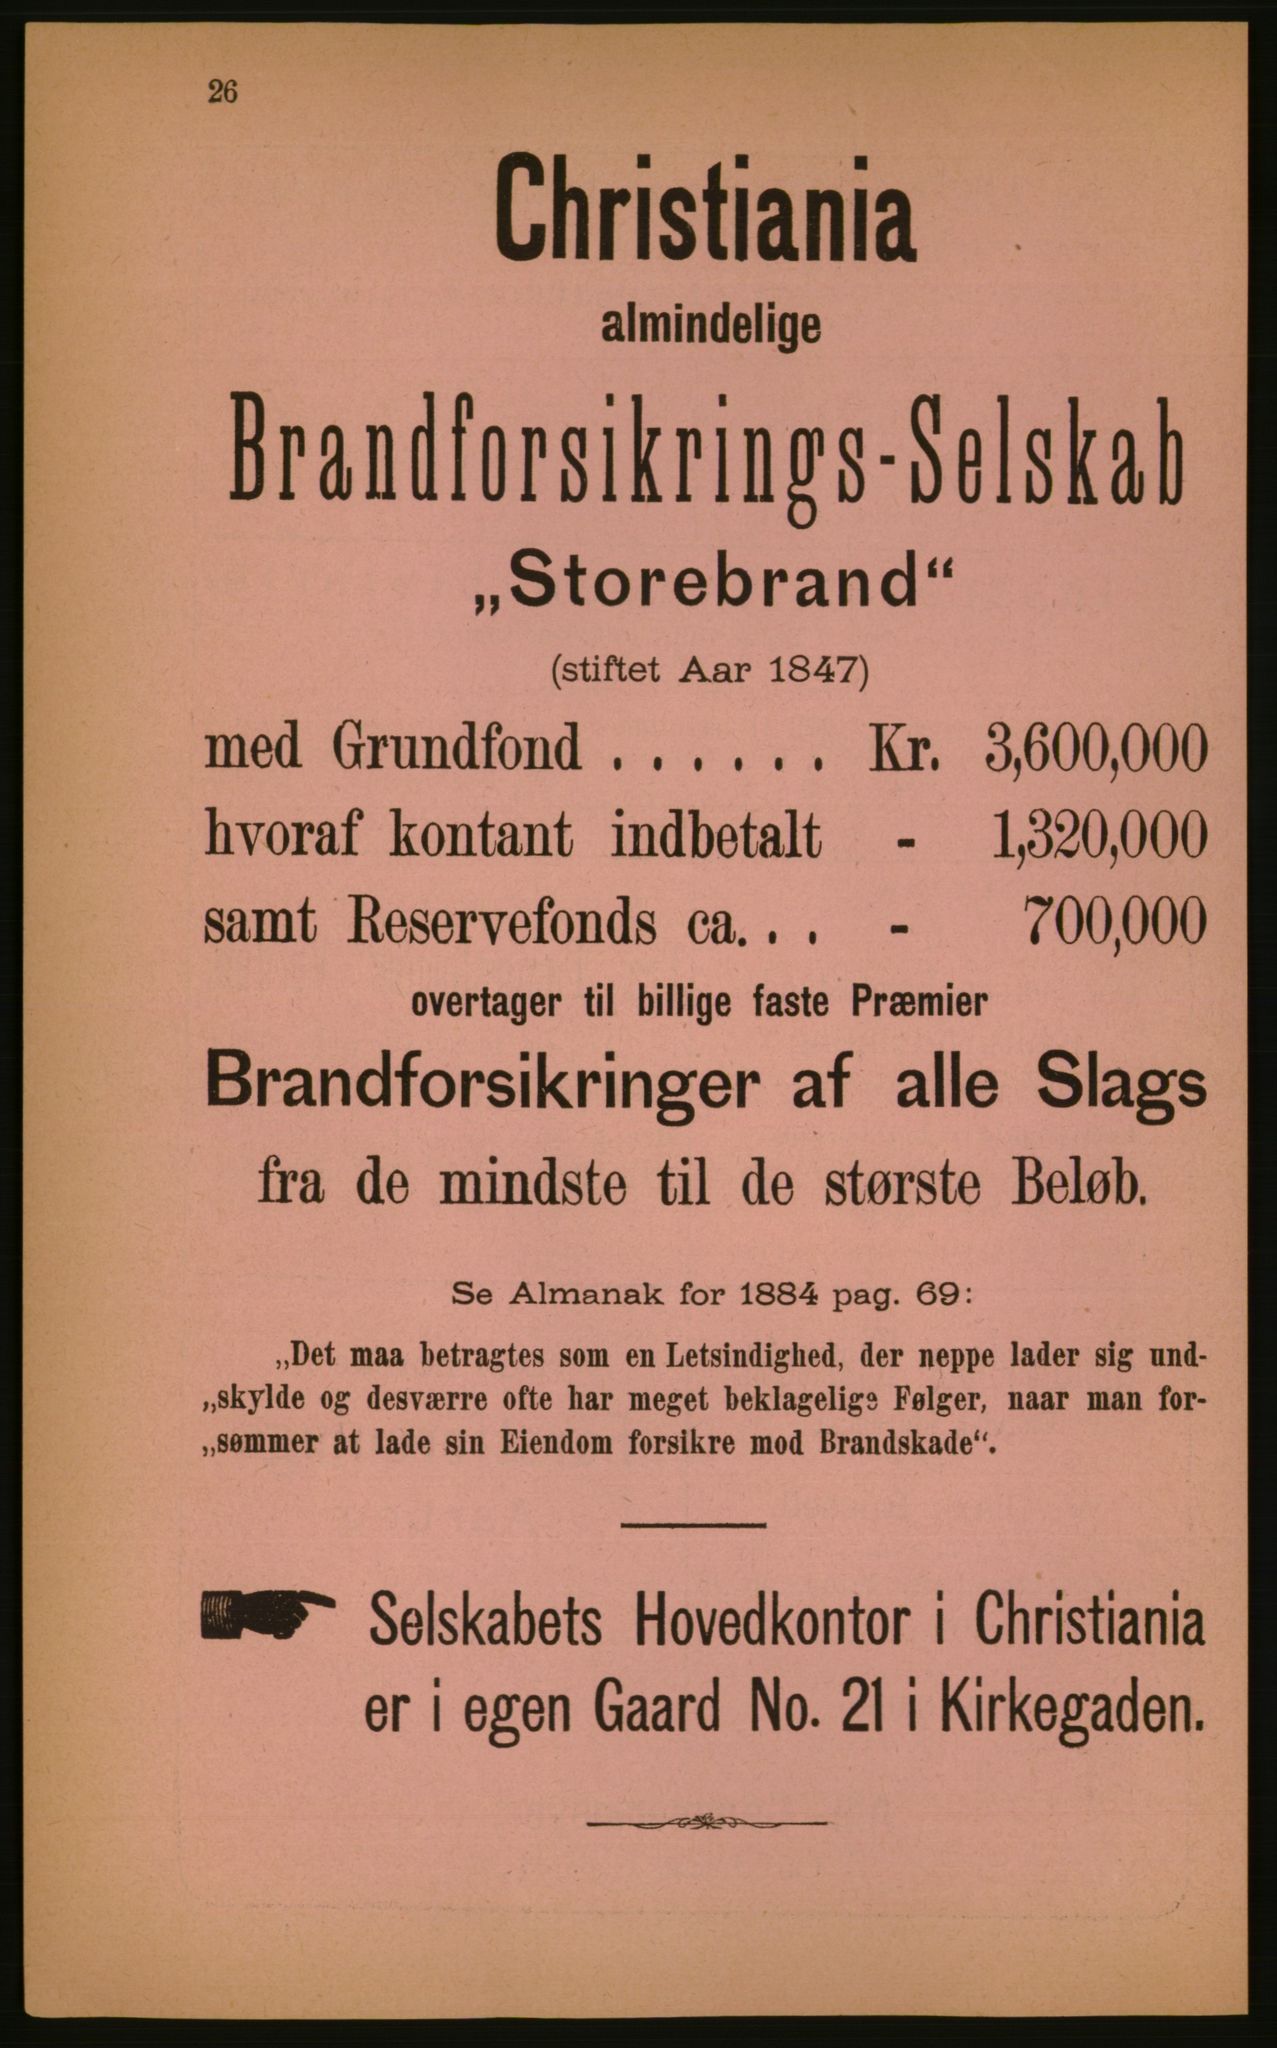 26
Christiania
almindelige
Brandforsikrings-Selskab
„Storebrand“
(stiftet Aar 1847)
med Grundfond . . . . . . Kr. 3,600,000
hvoraf kontant indbetalt - 1,320,000
samt Reservefonds ca. . . - 700,000
overtager til billige faste Præmier
Brandforsikringer af alle Slags
fra de mindste til de største Beløb.
Se Almanak for 1884 pag. 69:
„Det maa betragtes som en Letsindighed, der neppe lader sig und-
„skylde og desværre ofte har meget beklagelige Følger, naar man for-
„sømmer at lade sin Eiendom forsikre mod Brandskade“.
Selskabets Hovedkontor i Christiania
er i egen Gaard No. 21 i Kirkegaden.